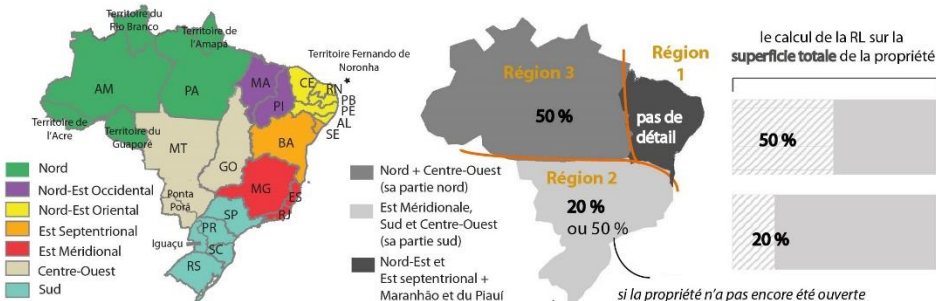 Territoire du
Rio Branco
Territoire de
l'Amapá
Territoire Fernando de
Noronha
AM
PA
MA
CE
RN
PB
PE
AL
SE
PI
Territoire de
l'Acre
Territoire du
Guaporé
MT
GO
BA
MG
ES
RJ
SP
Ponta
Porá
PR
Iguaçu
SC
RS
Nord
Nord-Est Occidental
Nord-Est Oriental
Est Septentrional
Est Méridional
Centre-Ouest
Sud
Région 3
50 %
Région
1
pas de
détail
Région 2
20 %
ou 50 %
Nord + Centre-Ouest
(sa partie nord)
Est Méridionale,
Sud et Centre-Ouest
(sa partie sud)
Nord-Est et
Est septentrional +
Maranhão et du Piauí
le calcul de la RL sur la
superficie totale de la propriété
50 %
20 %
si la propriété n'a pas encore été ouverte